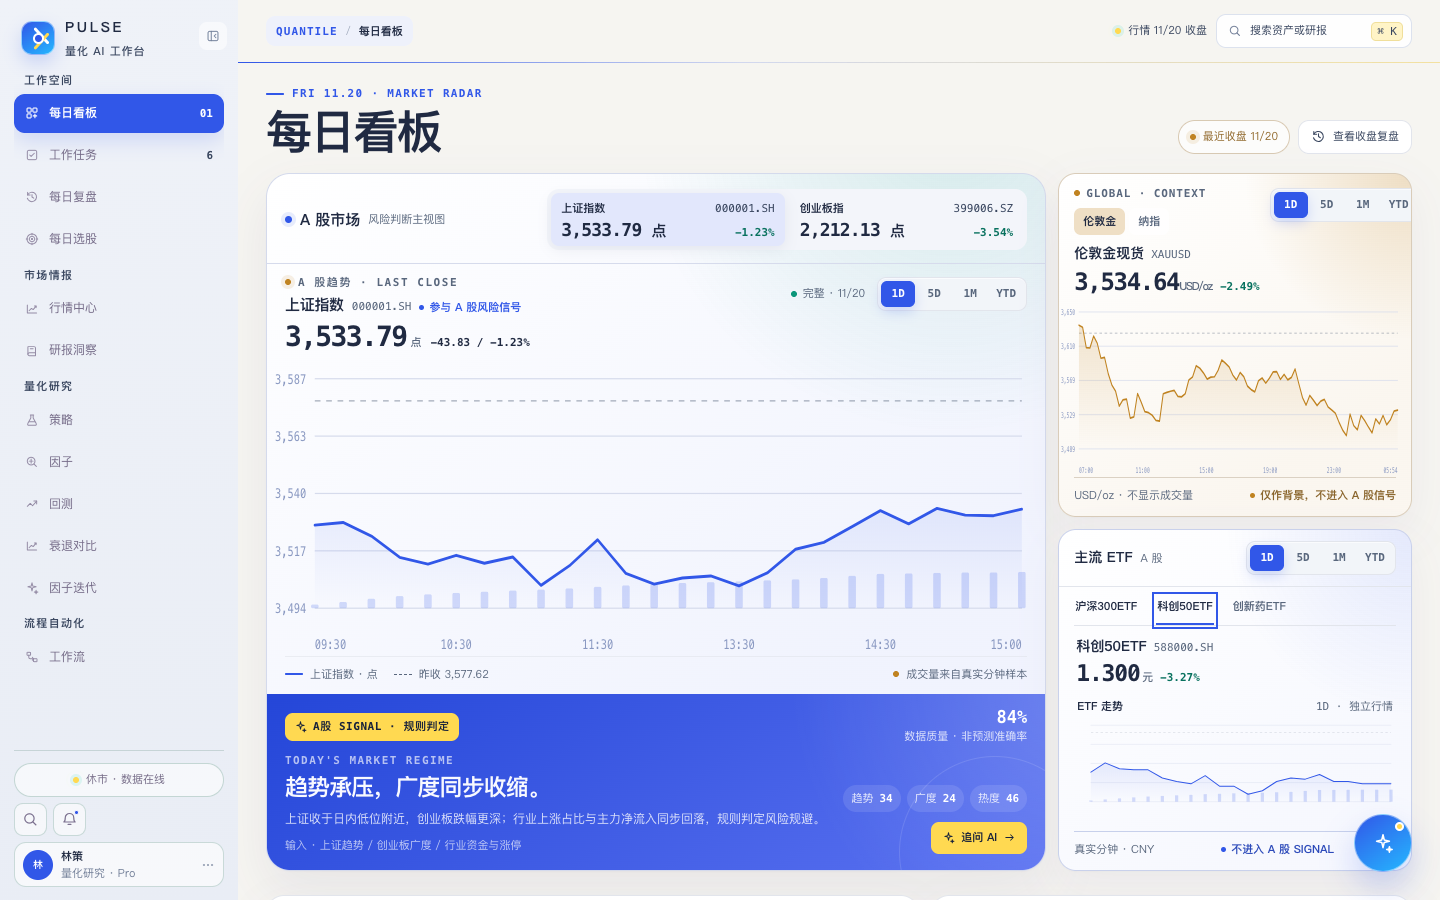 PULSE
量化 AI 工作台
工作空间
每日看板 01
工作任务 6
每日复盘
每日选股
市场情报
行情中心
研报洞察
量化研究
策略
因子
回测
衰退对比
因子迭代
流程自动化
工作流
休市 · 数据在线
林
林策
量化研究 · Pro
QUANTILE / 每日看板
行情 11/20 收盘
搜索资产或研报
⌘ K
FRI 11.20 · MARKET RADAR
每日看板
最近收盘 11/20
查看收盘复盘
A 股市场 风险判断主视图
上证指数 000001.SH
3,533.79 点 −1.23%
创业板指 399006.SZ
2,212.13 点 −3.54%
A 股趋势 · LAST CLOSE
上证指数 000001.SH 参与 A 股风险信号
3,533.79 点 −43.83 / −1.23%
完整 · 11/20
1D 5D 1M YTD
3,587
3,563
3,540
3,517
3,494
09:30 10:30 11:30 13:30 14:30 15:00
上证指数 · 点 昨收 3,577.62
成交量来自真实分钟样本
A股 SIGNAL · 规则判定
84%
数据质量 · 非预测准确率
TODAY'S MARKET REGIME
趋势承压，广度同步收缩。
上证收于日内低位附近，创业板跌幅更深；行业上涨占比与主力净流入同步回落，规则判定风险规避。
输入 · 上证趋势 / 创业板广度 / 行业资金与涨停
趋势 34 广度 24 热度 46
追问 AI →
GLOBAL · CONTEXT
1D 5D 1M YTD
伦敦金 纳指
伦敦金现货 XAUUSD
3,534.64 USD/oz −2.49%
3,650
3,610
3,569
3,529
3,489
07:00 11:00 15:00 19:00 23:00 05:54
USD/oz · 不显示成交量
仅作背景，不进入 A 股信号
主流 ETF A 股
1D 5D 1M YTD
沪深300ETF 科创50ETF 创新药ETF
科创50ETF 588000.SH
1.300 元 −3.27%
ETF 走势 1D · 独立行情
真实分钟 · CNY
不进入 A 股 SIGNAL